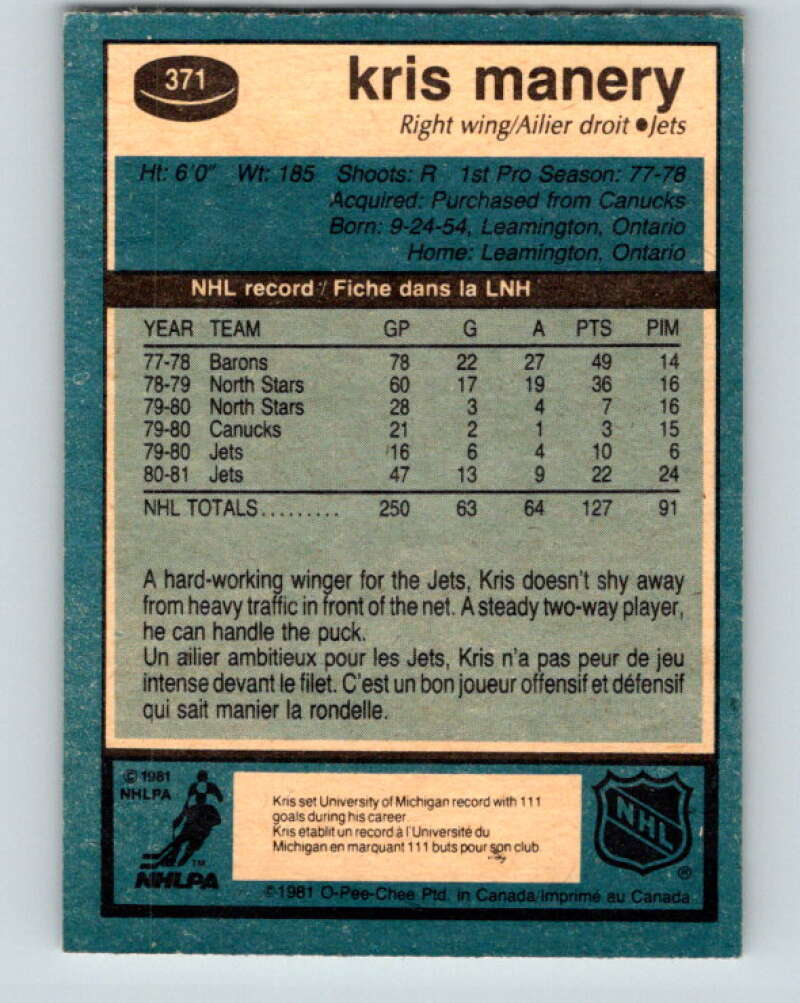 371
kris manery
Right wing/Ailier droit ●Jets
Ht: 6'0" Wt: 185 Shoots: R 1st Pro Season: 77-78
Acquired: Purchased from Canucks
Born: 9-24-54, Leamington, Ontario
Home: Leamington, Ontario
NHL record / Fiche dans la LNH
YEAR TEAM GP G A PTS PIM
77-78 Barons 78 22 27 49 14
78-79 North Stars 60 17 19 36 16
79-80 North Stars 28 3 4 7 16
79-80 Canucks 21 2 1 3 15
79-80 Jets 16 6 4 10 6
80-81 Jets 47 13 9 22 24
NHL TOTALS......... 250 63 64 127 91
A hard-working winger for the Jets, Kris doesn't shy away
from heavy traffic in front of the net. A steady two-way player,
he can handle the puck.
Un ailier ambitieux pour les Jets, Kris n'a pas peur de jeu
intense devant le filet. C'est un bon joueur offensif et défensif
qui sait manier la rondelle.
© 1981
NHLPA
TM
NHLPA
Kris set University of Michigan record with 111
goals during his career.
Kris établit un record à l'Université du
Michigan en marquant 111 buts pour son club.
NHL
®
©1981 O-Pee-Chee Ptd. in Canada/Imprimé au Canada